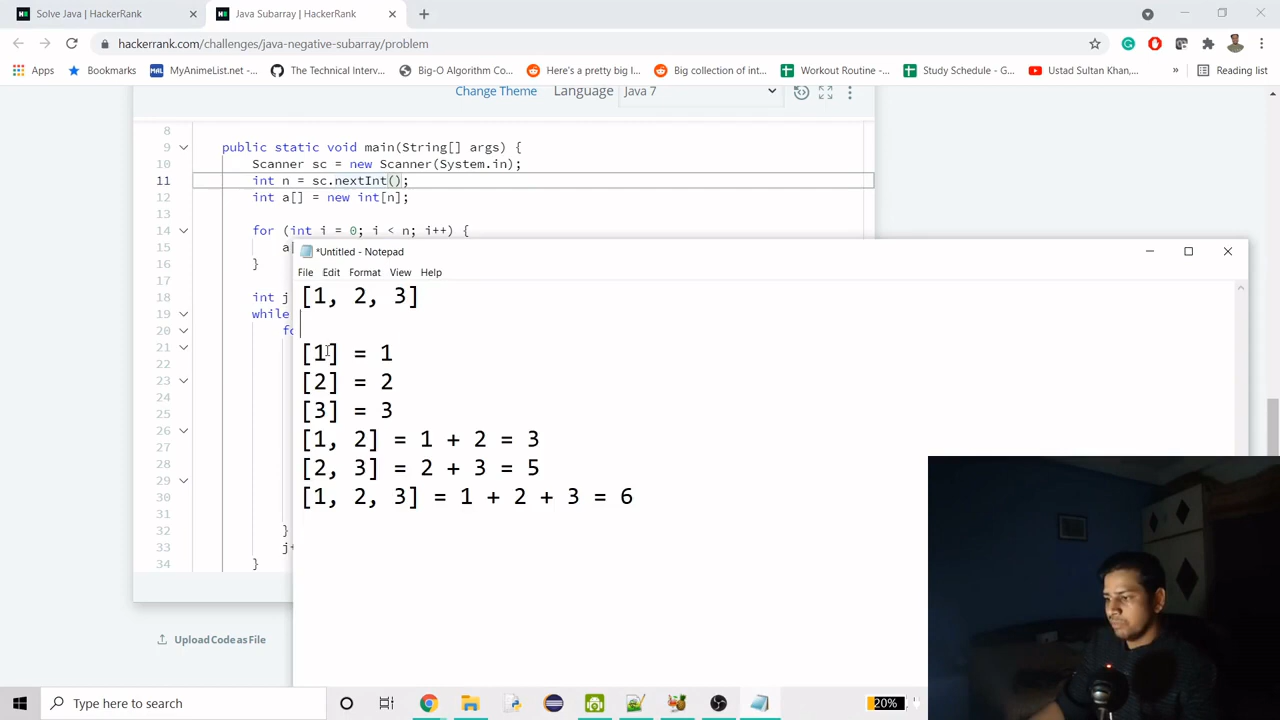 Solve Java | HackerRank
Java Subarray | HackerRank
hackerrank.com/challenges/java-negative-subarray/problem
Apps
Bookmarks
MyAnimeList.net -...
The Technical Interv...
Big-O Algorithm Co...
Here's a pretty big l...
Big collection of int...
Workout Routine -...
Study Schedule - G...
Ustad Sultan Khan,...
»
Reading list
Change Theme Language Java 7
8
9 public static void main(String[] args) {
10 Scanner sc = new Scanner(System.in);
11 int n = sc.nextInt();
12 int a[] = new int[n];
13
14 for (int i = 0; i < n; i++) {
15 a[
16 }
17
18 int j
19 while
20 fo
21
22
23
24
25
26
27
28
29
30
31
32 }
33 j+
34 }
Upload Code as File
*Untitled - Notepad
File Edit Format View Help
[1, 2, 3]
[1] = 1
[2] = 2
[3] = 3
[1, 2] = 1 + 2 = 3
[2, 3] = 2 + 3 = 5
[1, 2, 3] = 1 + 2 + 3 = 6
Type here to search
20%